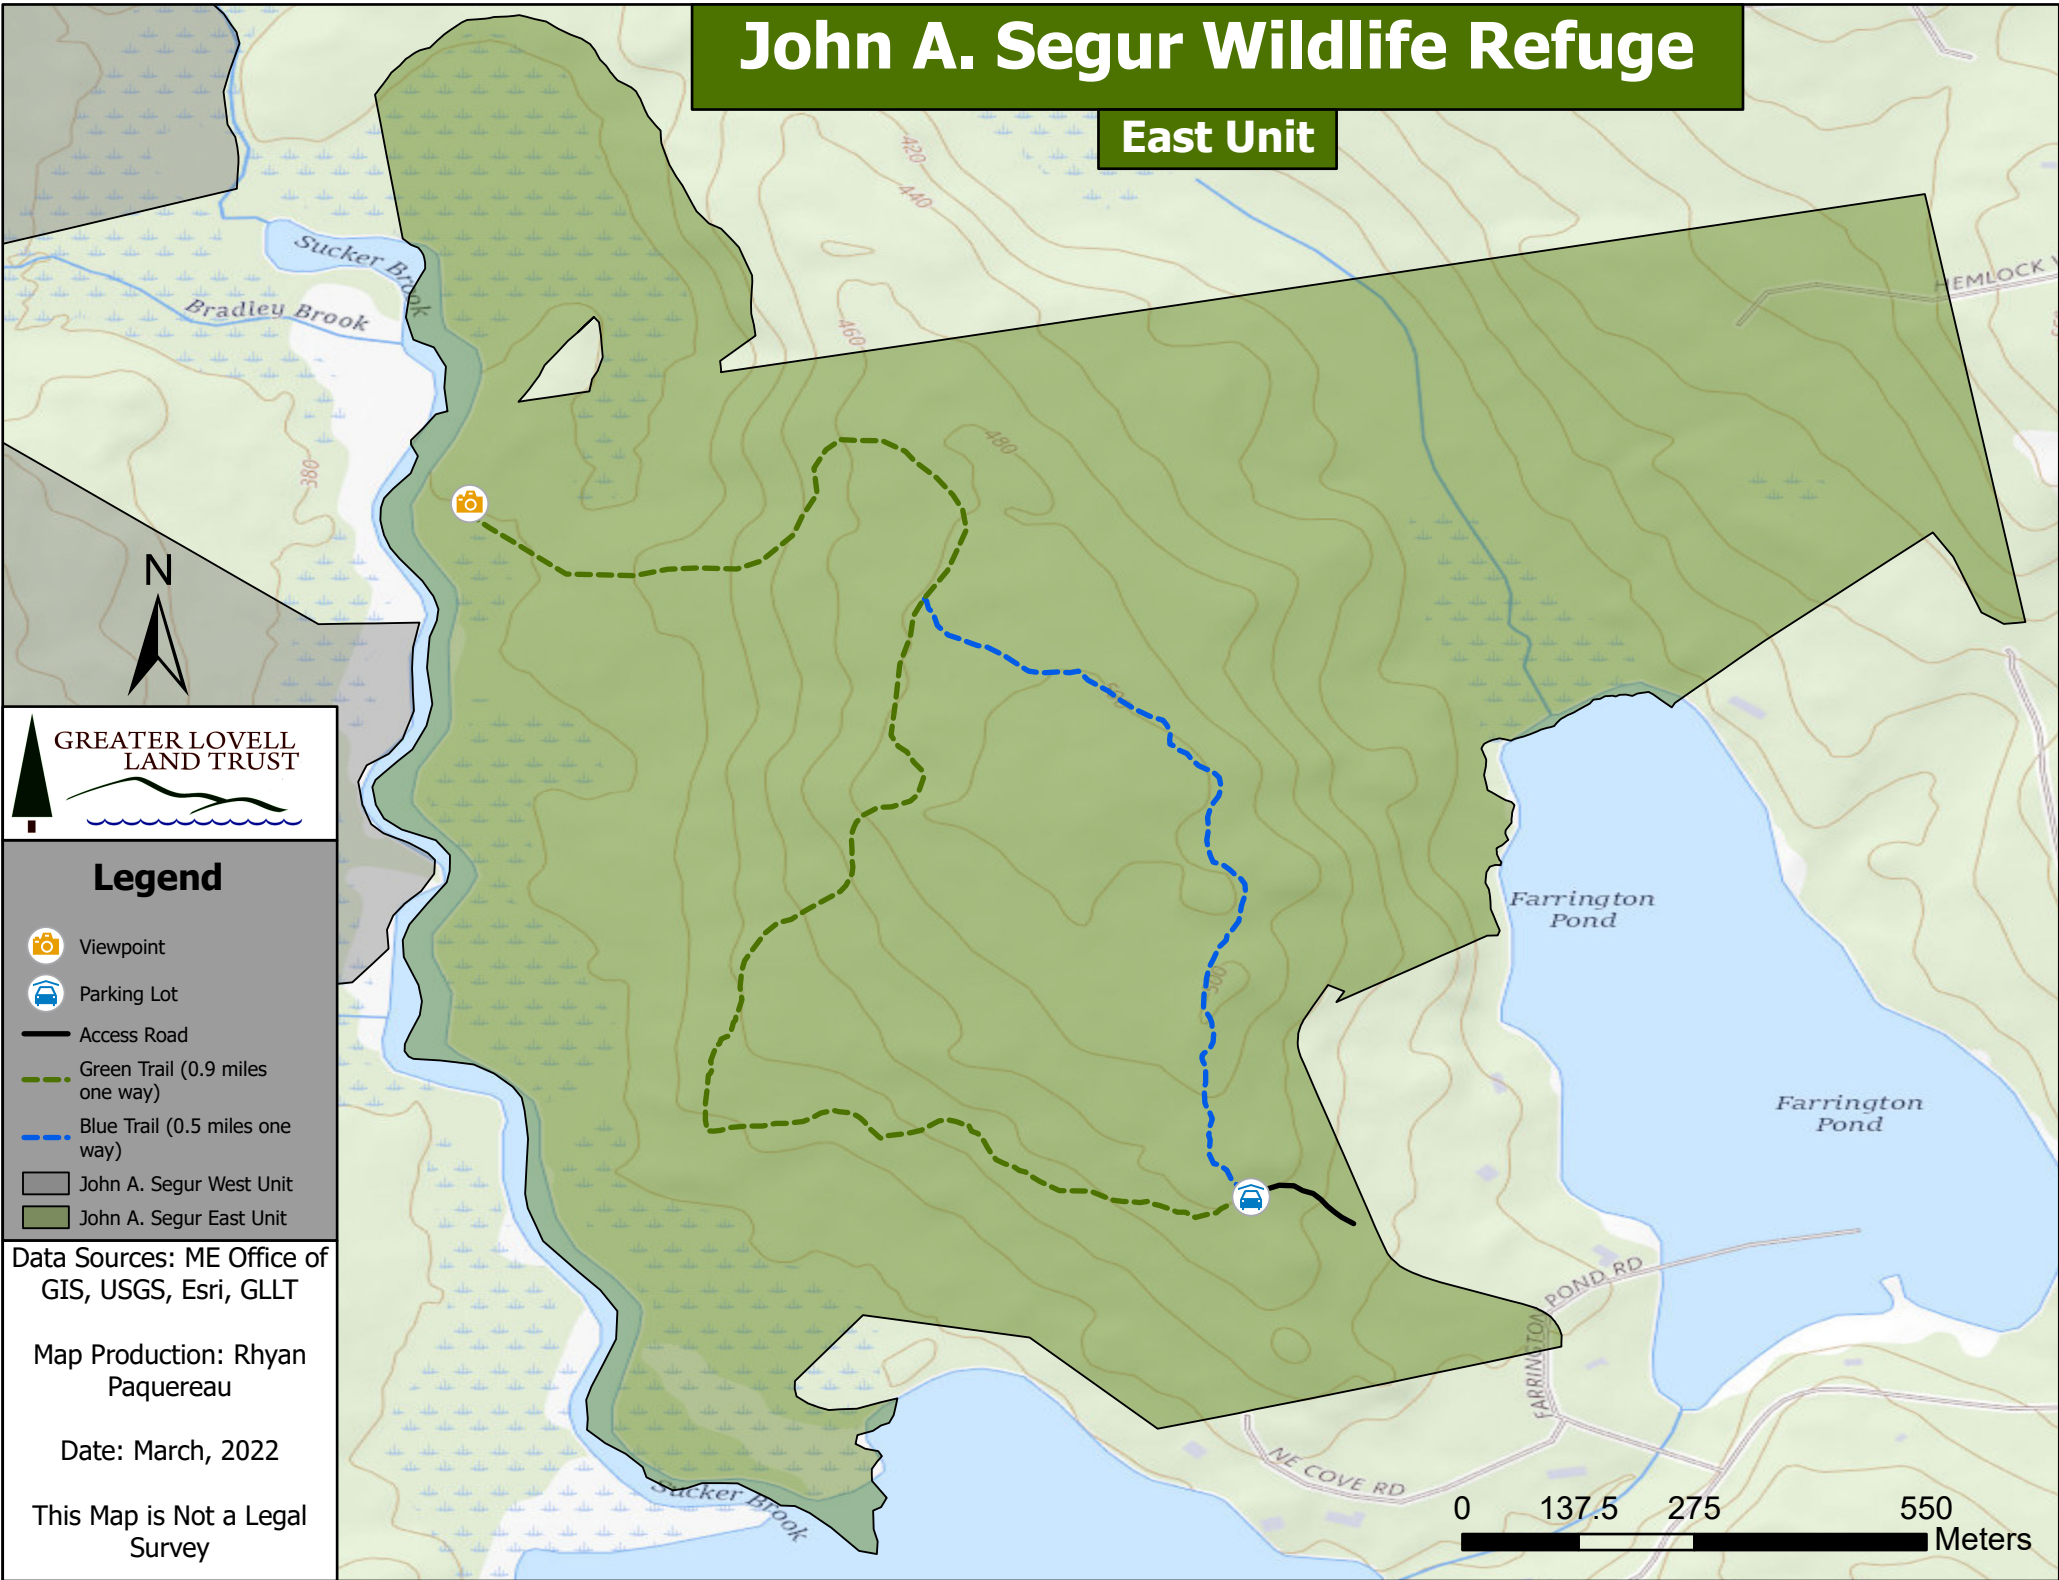 John A. Segur Wildlife Refuge
East Unit
420
440
460
480
380
500
500
Sucker Brook
Bradley Brook
HEMLOCK
N
GREATER LOVELL
LAND TRUST
Legend
Viewpoint
Parking Lot
Access Road
Green Trail (0.9 miles
one way)
Blue Trail (0.5 miles one
way)
John A. Segur West Unit
John A. Segur East Unit
Data Sources: ME Office of
GIS, USGS, Esri, GLLT
Map Production: Rhyan
Paquereau
Date: March, 2022
This Map is Not a Legal
Survey
Farrington
Pond
Farrington
Pond
FARRINGTON POND RD
NE COVE RD
Sucker Brook
0 137.5 275 550
Meters